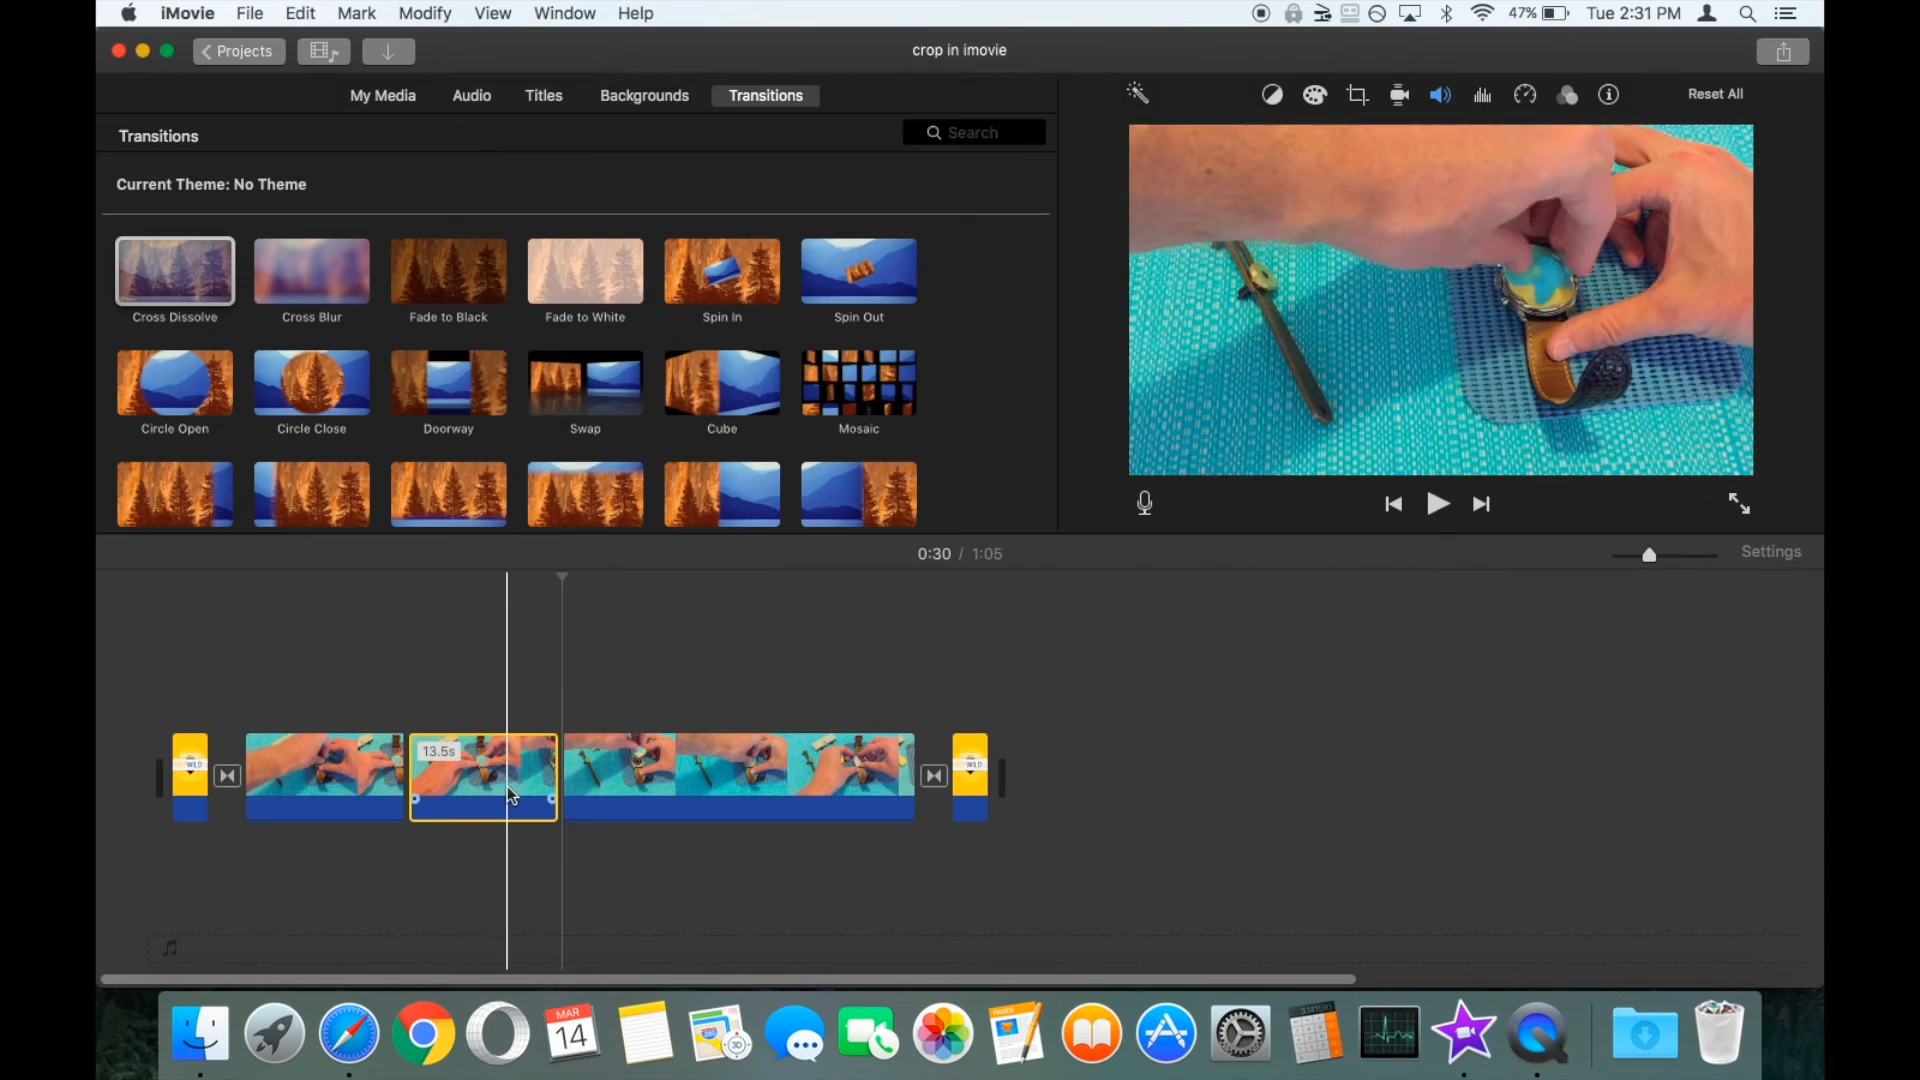 iMovie File Edit Mark Modify View Window Help 47% Tue 2:31 PM
Projects crop in imovie
My Media Audio Titles Backgrounds Transitions Reset All
Transitions Search
Current Theme: No Theme
Cross Dissolve Cross Blur Fade to Black Fade to White Spin In Spin Out
Circle Open Circle Close Doorway Swap Cube Mosaic
0:30 / 1:05 Settings
13.5s
WILD WILD
MAR
14
PAGES